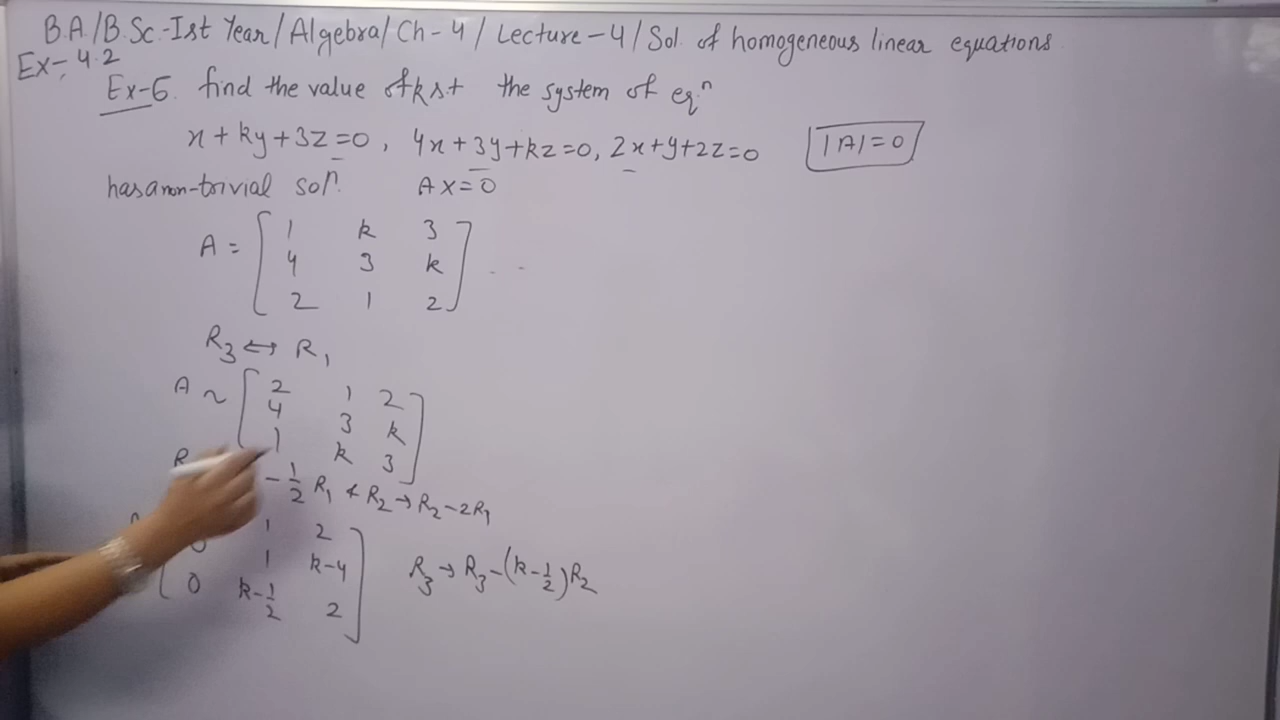 B.A/B.Sc-Ist Year/Algebra/Ch-4/Lecture-4/Sol. of homogeneous linear equations
Ex-4.2
Ex-6. find the value of k s.t the system of eqⁿ
x+ky+3z=0, 4x+3y+kz=0, 2x+y+2z=0 |A|=0
has a non-trivial solⁿ. AX=0
A = [ 1 k 3
4 3 k
2 1 2 ]
R₃ ↔ R₁
A ~ [ 2 1 2
4 3 k
1 k 3 ]
R - 1/2 R₁ & R₂ → R₂-2R₁
1 2
0 1 k-4 R₃ → R₃-(k-1/2)R₂
0 k-1/2 2 ]